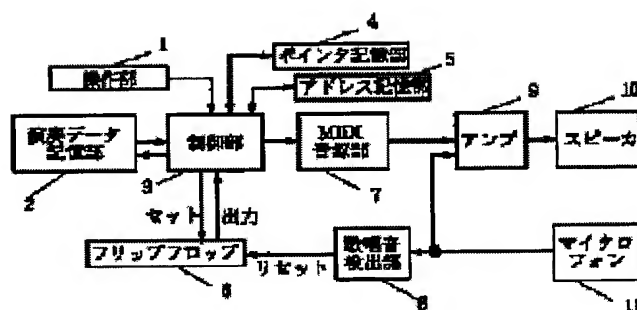 4
ポインタ記憶部
1
5
操作部
アドレス記憶部
9
10
演奏データ
記憶部
制御部
MIDI
音源部
アンプ
スピーカ
2
3
7
セット
出力
フリップフロップ
リセット
歌唱音
検出部
マイクロ
フォン
6
8
11